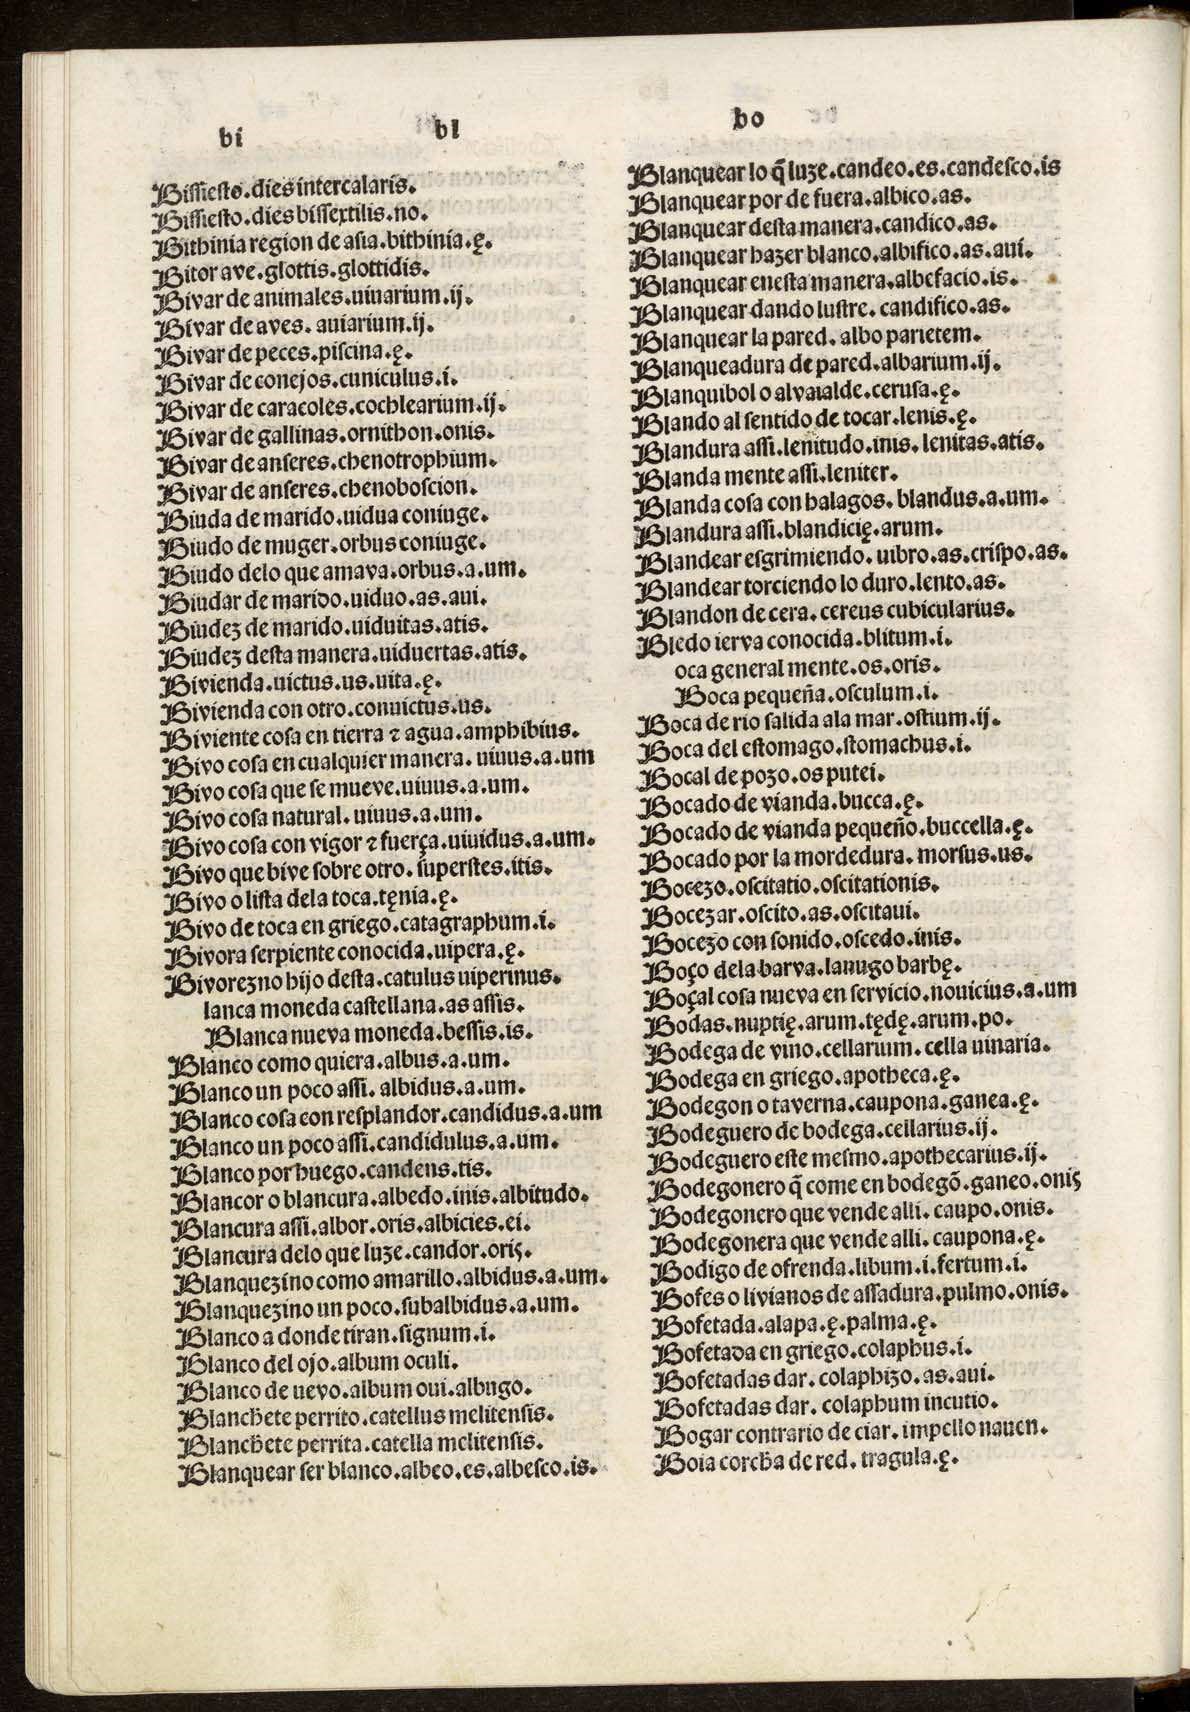 bi
bl
bo
Bissiesto.dies intercalaris.
Bissiesto.dies bissextilis.no.
Bithinia region de asia.bithinia.ę.
Bitor ave.glottis.glottidis.
Bivar de animales.uiuarium.ij.
Bivar de aves. auiarium.ij.
Bivar de peces.piscina.ę.
Bivar de conejos.cuniculus.i.
Bivar de caracoles.cochlearium.ij.
Bivar de gallinas.ornithon.onis.
Bivar de anseres.chenotrophium.
Bivar de anseres.chenoboscion.
Biuda de marido.uidua coniuge.
Biudo de muger.orbus coniuge.
Biudo delo que amava.orbus.a.um.
Biudar de marido.uiduo.as.aui.
Biudez de marido.uiduitas.atis.
Biudez desta manera.uiduertas.atis.
Bivienda.uictus.us.uita.ę.
Bivienda con otro.conuictus.us.
Biviente cosa en tierra ⁊ agua.amphibius.
Bivo cosa en cualquier manera. uiuus.a.um
Bivo cosa que se mueve.uiuus.a.um.
Bivo cosa natural. uiuus.a.um.
Bivo cosa con vigor ⁊ fuerça.uiuidus.a.um.
Bivo que bive sobre otro. superstes.itis.
Bivo o lista dela toca.tęnia.ę.
Bivo de toca en griego.catagraphum.i.
Bivora serpiente conocida.uipera.ę.
Bivorezno hijo desta.catulus uiperinus.
lanca moneda castellana.as assis.
Blanca nueva moneda.bessis.is.
Blanco como quiera.albus.a.um.
Blanco un poco assi. albidus.a.um.
Blanco cosa con resplandor.candidus.a.um
Blanco un poco assi.candidulus.a.um.
Blanco por huego.candens.tis.
Blancor o blancura.albedo.inis.albitudo.
Blancura assi.albor.oris.albicies.ei.
Blancura delo que luze.candor.oris.
Blanquezino como amarillo.albidus.a.um.
Blanquezino un poco.subalbidus.a.um.
Blanco a donde tiran.signum.i.
Blanco del ojo.album oculi.
Blanco de uevo.album oui.albugo.
Blanchete perrito.catellus melitensis.
Blanchete perrita.catella melitensis.
Blanquear ser blanco.albeo.es.albesco.is.
Blanquear lo q̃ luze.candeo.es.candesco.is
Blanquear por de fuera.albico.as.
Blanquear desta manera.candico.as.
Blanquear hazer blanco.albifico.as.aui.
Blanquear enesta manera.albefacio.is.
Blanquear dando lustre. candifico.as.
Blanquear la pared. albo parietem.
Blanqueadura de pared.albarium.ij.
Blanquibol o alvaialde.cerusa.ę.
Blando al sentido de tocar.lenis.ę.
Blandura assi.lenitudo.inis.lenitas.atis.
Blanda mente assi.leniter.
Blanda cosa con halagos. blandus.a.um.
Blandura assi.blandicię.arum.
Blandear esgrimiendo. uibro.as.crispo.as.
Blandear torciendo lo duro.lento.as.
Blandon de cera. cereus cubicularius.
Bledo ierva conocida.blitum.i.
oca general mente.os.oris.
Boca pequeña.osculum.i.
Boca de rio salida ala mar.ostium.ij.
Boca del estomago.stomachus.i.
Bocal de pozo.os putei.
Bocado de vianda.bucca.ę.
Bocado de vianda pequeño.buccella.ę.
Bocado por la mordedura. morsus.us.
Bocezo.oscitatio.oscitationis.
Bocezar.oscito.as.oscitaui.
Bocezo con sonido.oscedo.inis.
Boço dela barva.lanugo barbę.
Boçal cosa nueva en servicio.nouicius.a.um
Bodas.nuptię.arum.tędę.arum.po.
Bodega de vino.cellarium. cella uinaria.
Bodega en griego.apotheca.ę.
Bodegon o taverna.caupona.ganea.ę.
Bodeguero de bodega.cellarius.ij.
Bodeguero este mesmo.apothecarius.ij.
Bodegonero q̃ come en bodegõ.ganeo.onis
Bodegonero que vende alli. caupo.onis.
Bodegonera que vende alli. caupona.ę.
Bodigo de ofrenda.libum.i.fertum.i.
Bofes o livianos de assadura.pulmo.onis.
Bofetada.alapa.ę.palma.ę.
Bofetada en griego.colaphus.i.
Bofetadas dar. colaphizo.as.aui.
Bofetadas dar. colaphum incutio.
Bogar contrario de ciar. impello nauen.
Boia corcha de red. tragula.ę.